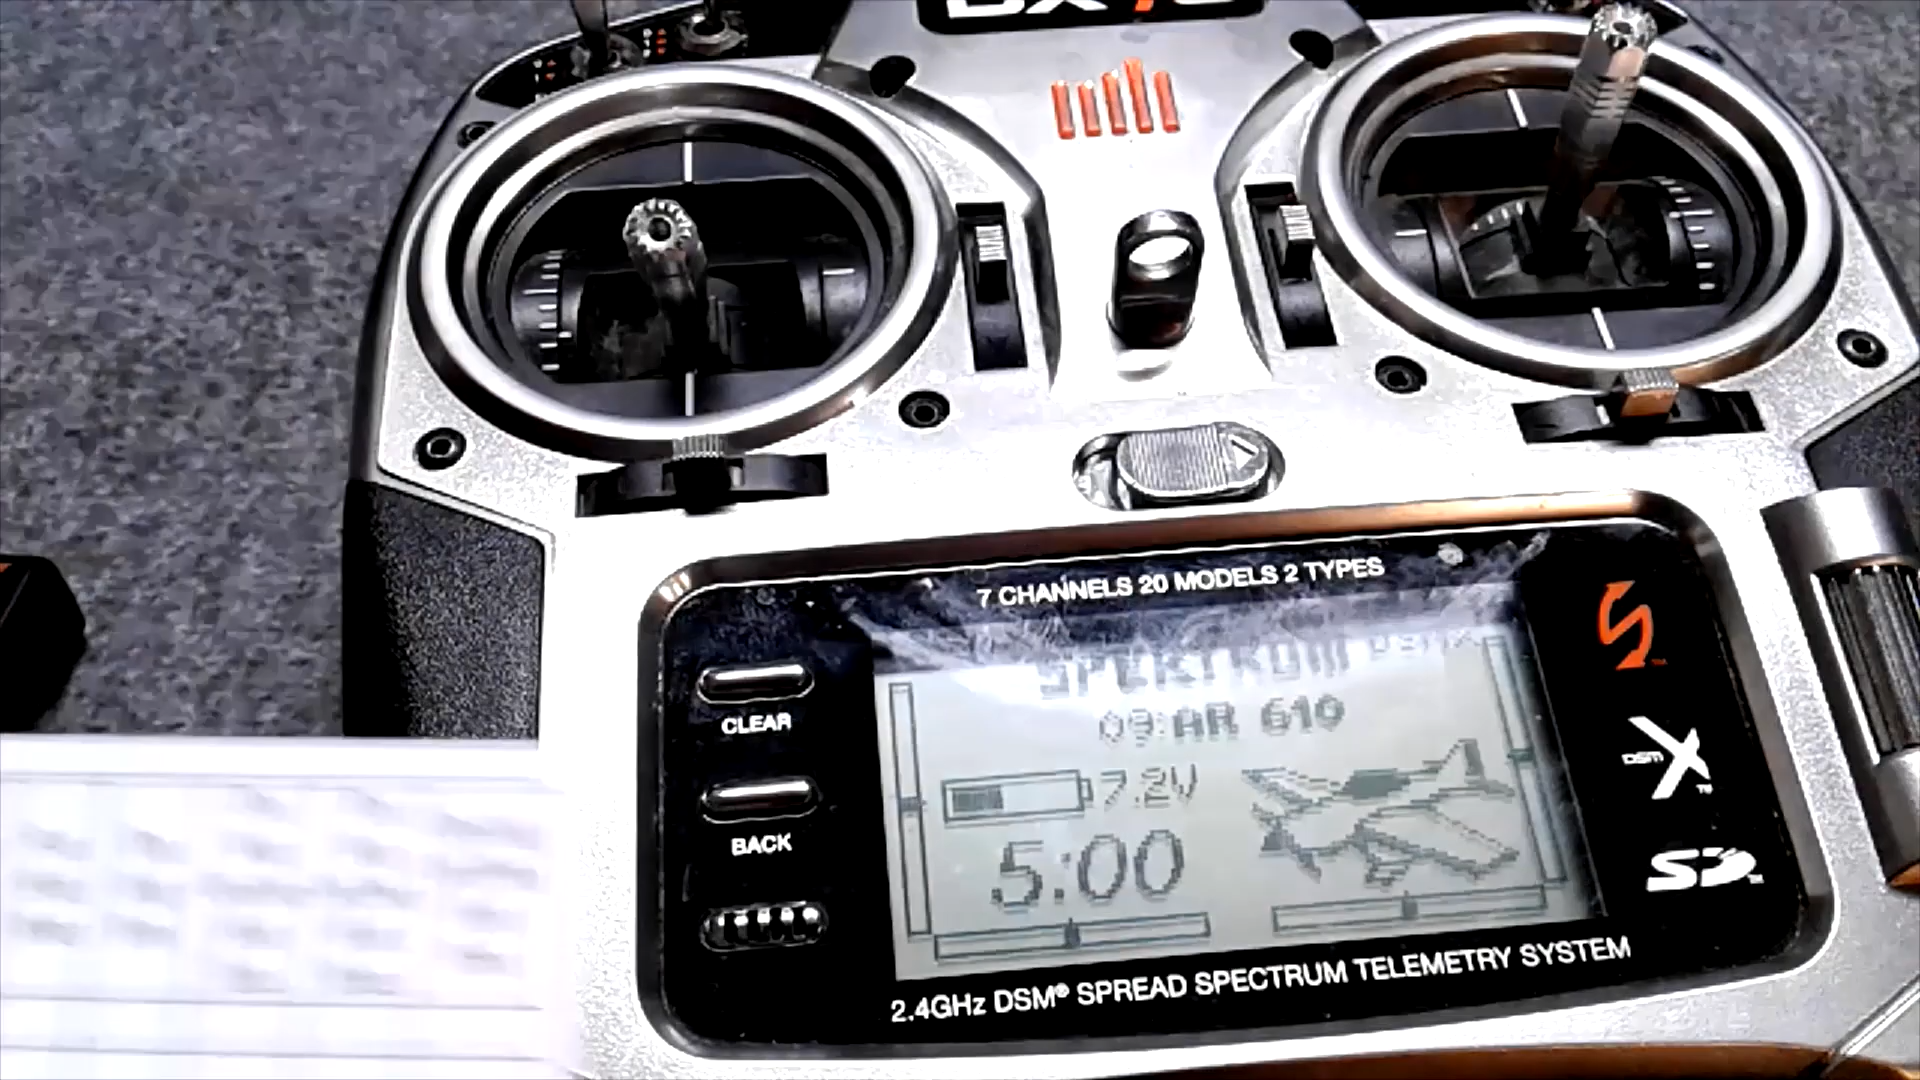 7 CHANNELS 20 MODELS 2 TYPES
SPEKTRUM
09:AR 610
7.2V
5:00
CLEAR
BACK
DSM X™
SD
2.4GHz DSM® SPREAD SPECTRUM TELEMETRY SYSTEM